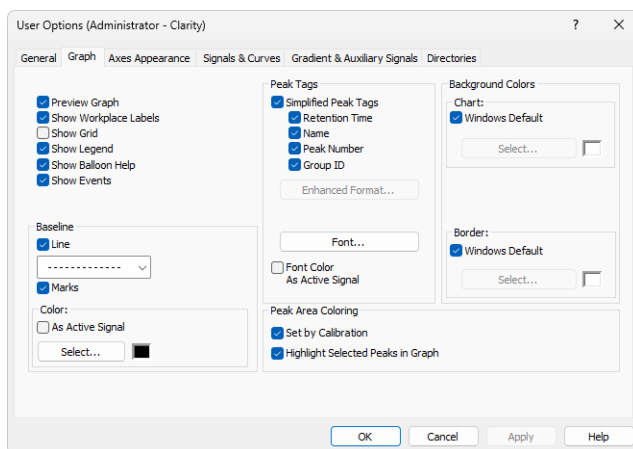 User Options (Administrator - Clarity)
?
General
Graph
Axes Appearance
Signals & Curves
Gradient & Auxiliary Signals
Directories
Preview Graph
Show Workplace Labels
Show Grid
Show Legend
Show Balloon Help
Show Events
Baseline
Line
Marks
Color:
As Active Signal
Select...
Peak Tags
Simplified Peak Tags
Retention Time
Name
Peak Number
Group ID
Enhanced Format...
Font...
Font Color
As Active Signal
Background Colors
Chart:
Windows Default
Select...
Border:
Windows Default
Select...
Peak Area Coloring
Set by Calibration
Highlight Selected Peaks in Graph
OK
Cancel
Apply
Help